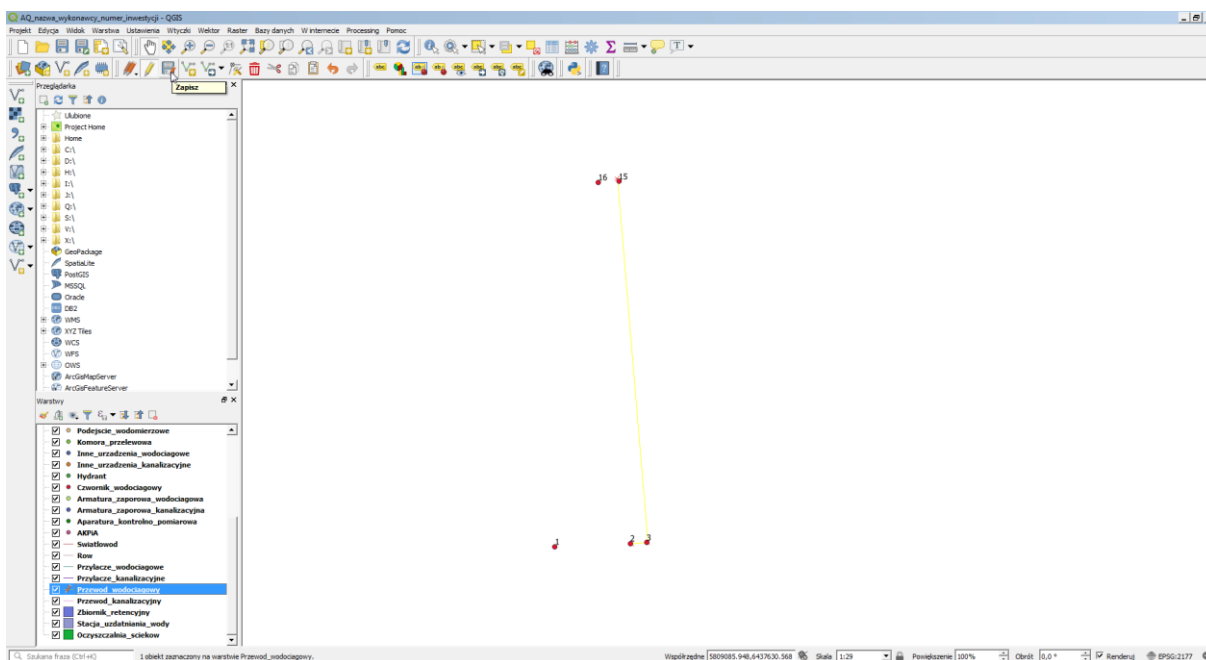 AQ_nazwa_wykonawcy_numer_inwestycji - QGIS
Projekt Edycja Widok Warstwa Ustawienia Wtyczki Wektor Raster Bazy danych W internecie Processing Pomoc
Zapisz
Przeglądarka
Ulubione
Project Home
Home
C:\
D:\
H:\
I:\
J:\
Q:\
S:\
V:\
X:\
GeoPackage
SpatiaLite
PostGIS
MSSQL
Oracle
DB2
WMS
XYZ Tiles
WCS
WFS
OWS
ArcGisMapServer
ArcGisFeatureServer
Warstwy
Podejscie_wodomierzowe
Komora_przelewowa
Inne_urzadzenia_wodociagowe
Inne_urzadzenia_kanalizacyjne
Hydrant
Czwornik_wodociagowy
Armatura_zaporowa_wodociagowa
Armatura_zaporowa_kanalizacyjna
Aparatura_kontrolno_pomiarowa
AKPiA
Swiatlowod
Row
Przylacze_wodociagowe
Przylacze_kanalizacyjne
Przewod_wodociagowy
Przewod_kanalizacyjny
Zbiornik_retencyjny
Stacja_uzdatniania_wody
Oczyszczalnia_sciekow
16 15
1 2 3
Szukana fraza (Ctrl+K) 1 obiekt zaznaczony na warstwie Przewod_wodociagowy. Współrzędne 5809085.948,6437630.568 Skala 1:29 Powiększenie 100% Obrót 0,0 ° Renderuj EPSG:2177